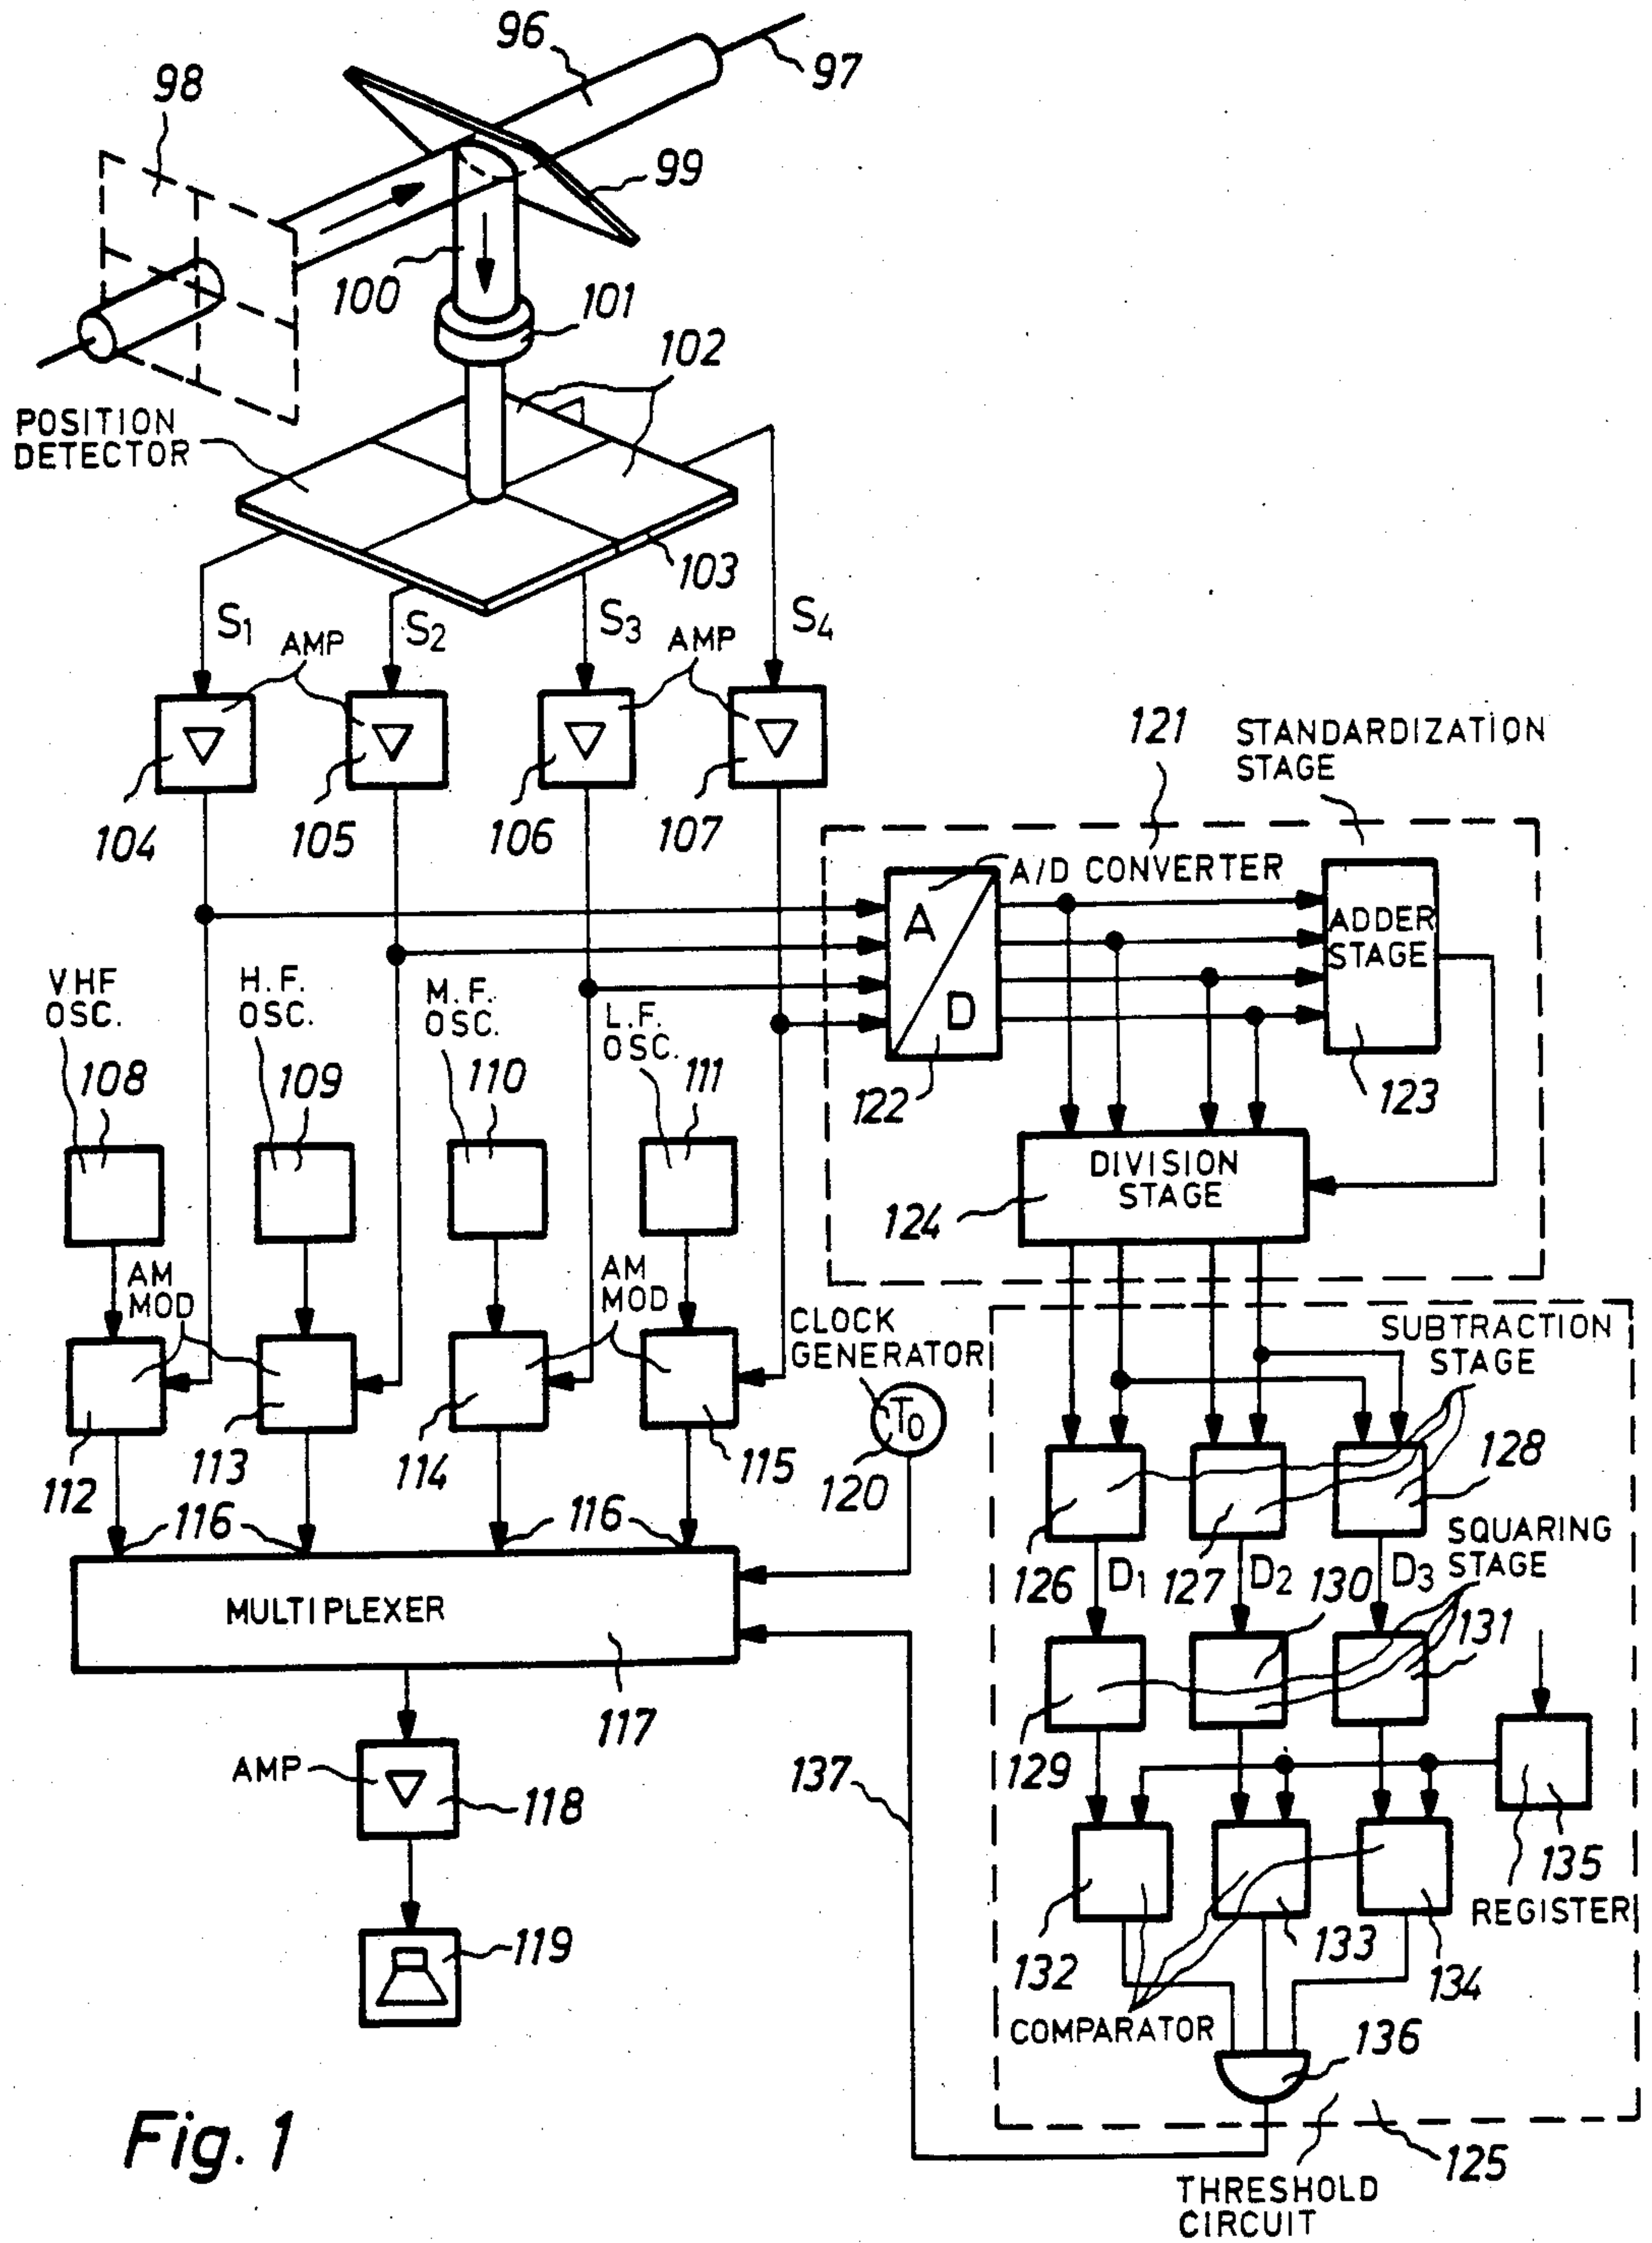 96
97
98
99
100
101
102
POSITION
DETECTOR
103
S1
AMP
S2
S3
AMP
S4
104
105
106
107
121
STANDARDIZATION
STAGE
A/D CONVERTER
A
D
ADDER
STAGE
122
123
VHF
OSC.
H.F.
OSC.
M.F.
OSC.
L.F.
OSC.
108
109
110
111
DIVISION
STAGE
124
AM
MOD
AM
MOD
CLOCK
GENERATOR
T0
SUBTRACTION
STAGE
112
113
114
115
120
128
116
116
SQUARING
STAGE
126
D1
127
D2
130
D3
131
MULTIPLEXER
117
129
137
AMP
118
135
REGISTER
119
132
133
134
COMPARATOR
136
125
THRESHOLD
CIRCUIT
Fig. 1